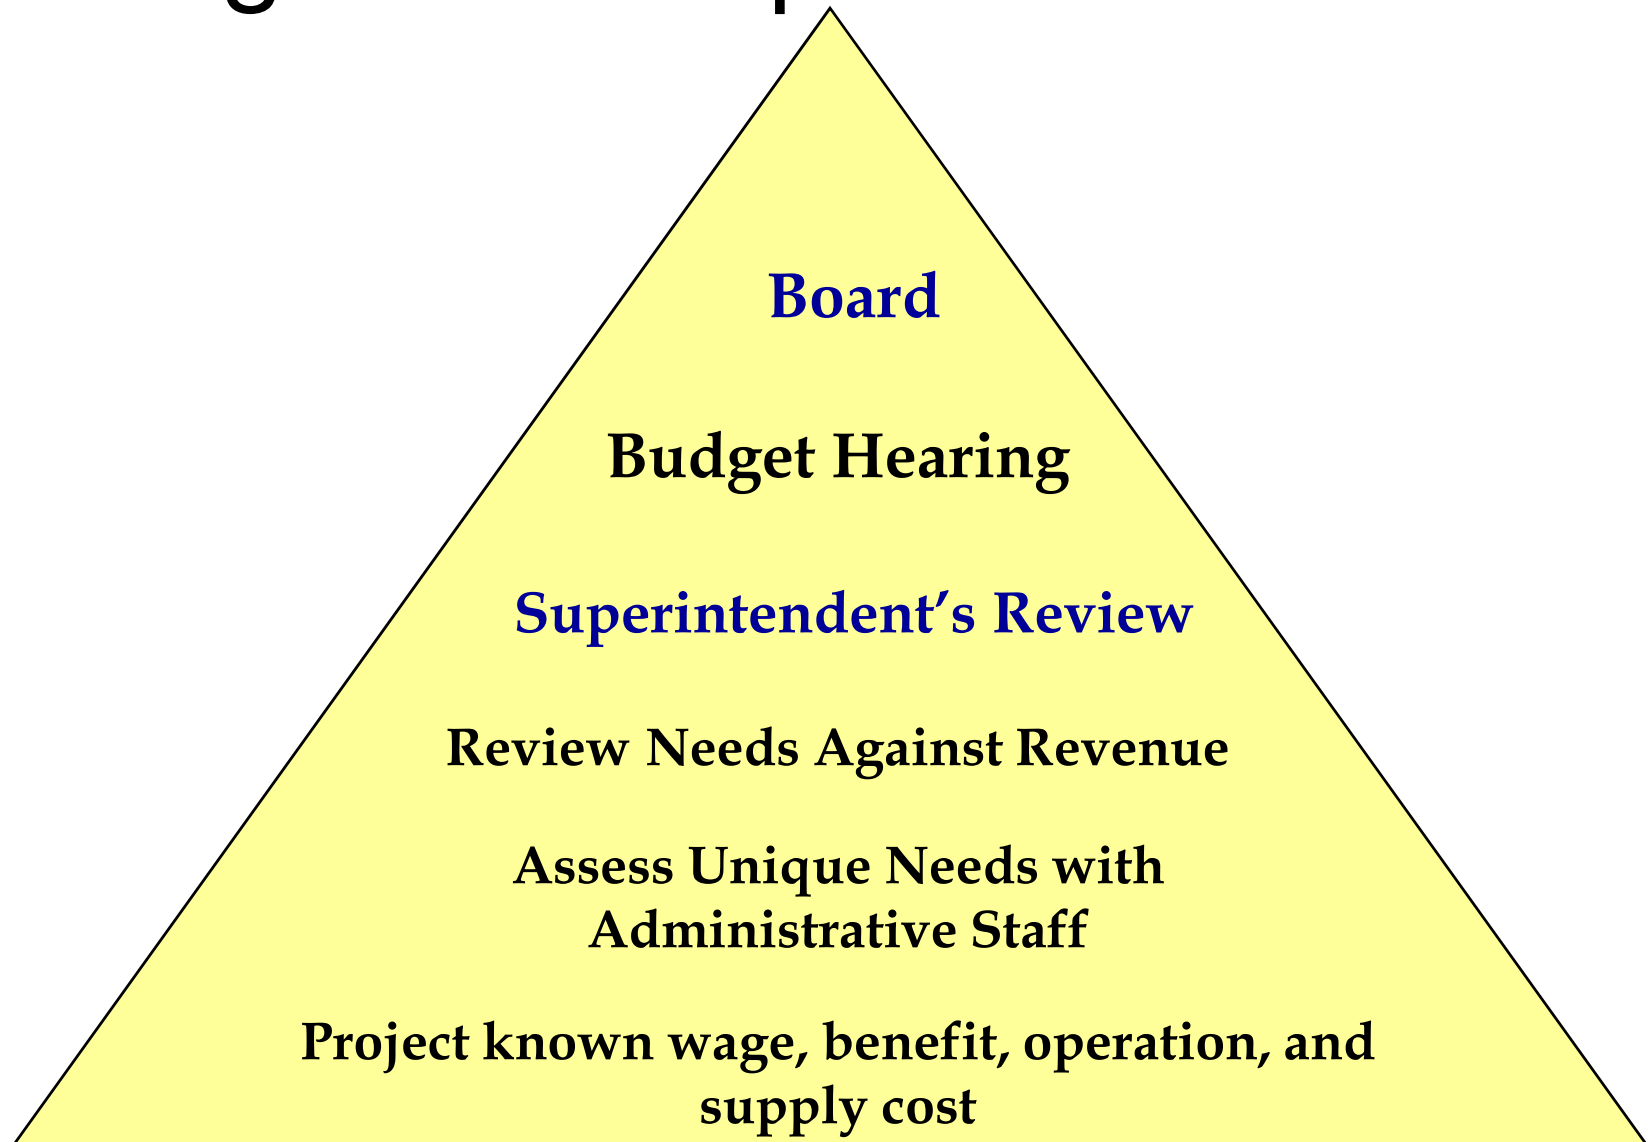 Board
Budget Hearing
Superintendent’s Review
Review Needs Against Revenue
Assess Unique Needs with
Administrative Staff
Project known wage, benefit, operation, and
supply cost